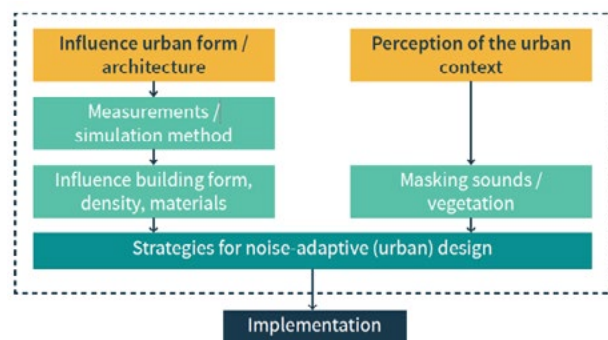 Influence urban form /
architecture
Perception of the urban
context
Measurements /
simulation method
Influence building form,
density, materials
Masking sounds /
vegetation
Strategies for noise-adaptive (urban) design
Implementation